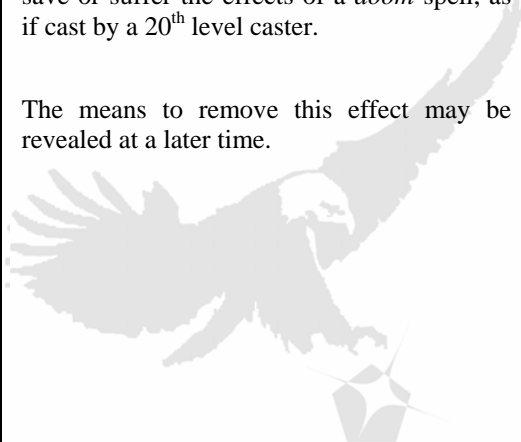 save or suffer the effects of a doom spell, as
if cast by a 20th level caster.
The means to remove this effect may be
revealed at a later time.